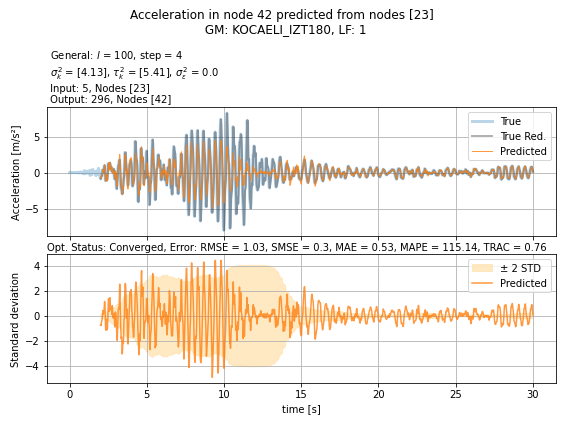 Acceleration in node 42 predicted from nodes [23]
GM: KOCAELI_IZT180, LF: 1
General: l = 100, step = 4
σ²ₖ = [4.13], τ²ₖ = [5.41], σ²ε = 0.0
Input: 5, Nodes [23]
Output: 296, Nodes [42]
Acceleration [m/s²]
5
0
−5
True
True Red.
Predicted
Opt. Status: Converged, Error: RMSE = 1.03, SMSE = 0.3, MAE = 0.53, MAPE = 115.14, TRAC = 0.76
Standard deviation
4
2
0
−2
−4
± 2 STD
Predicted
0 5 10 15 20 25 30
time [s]